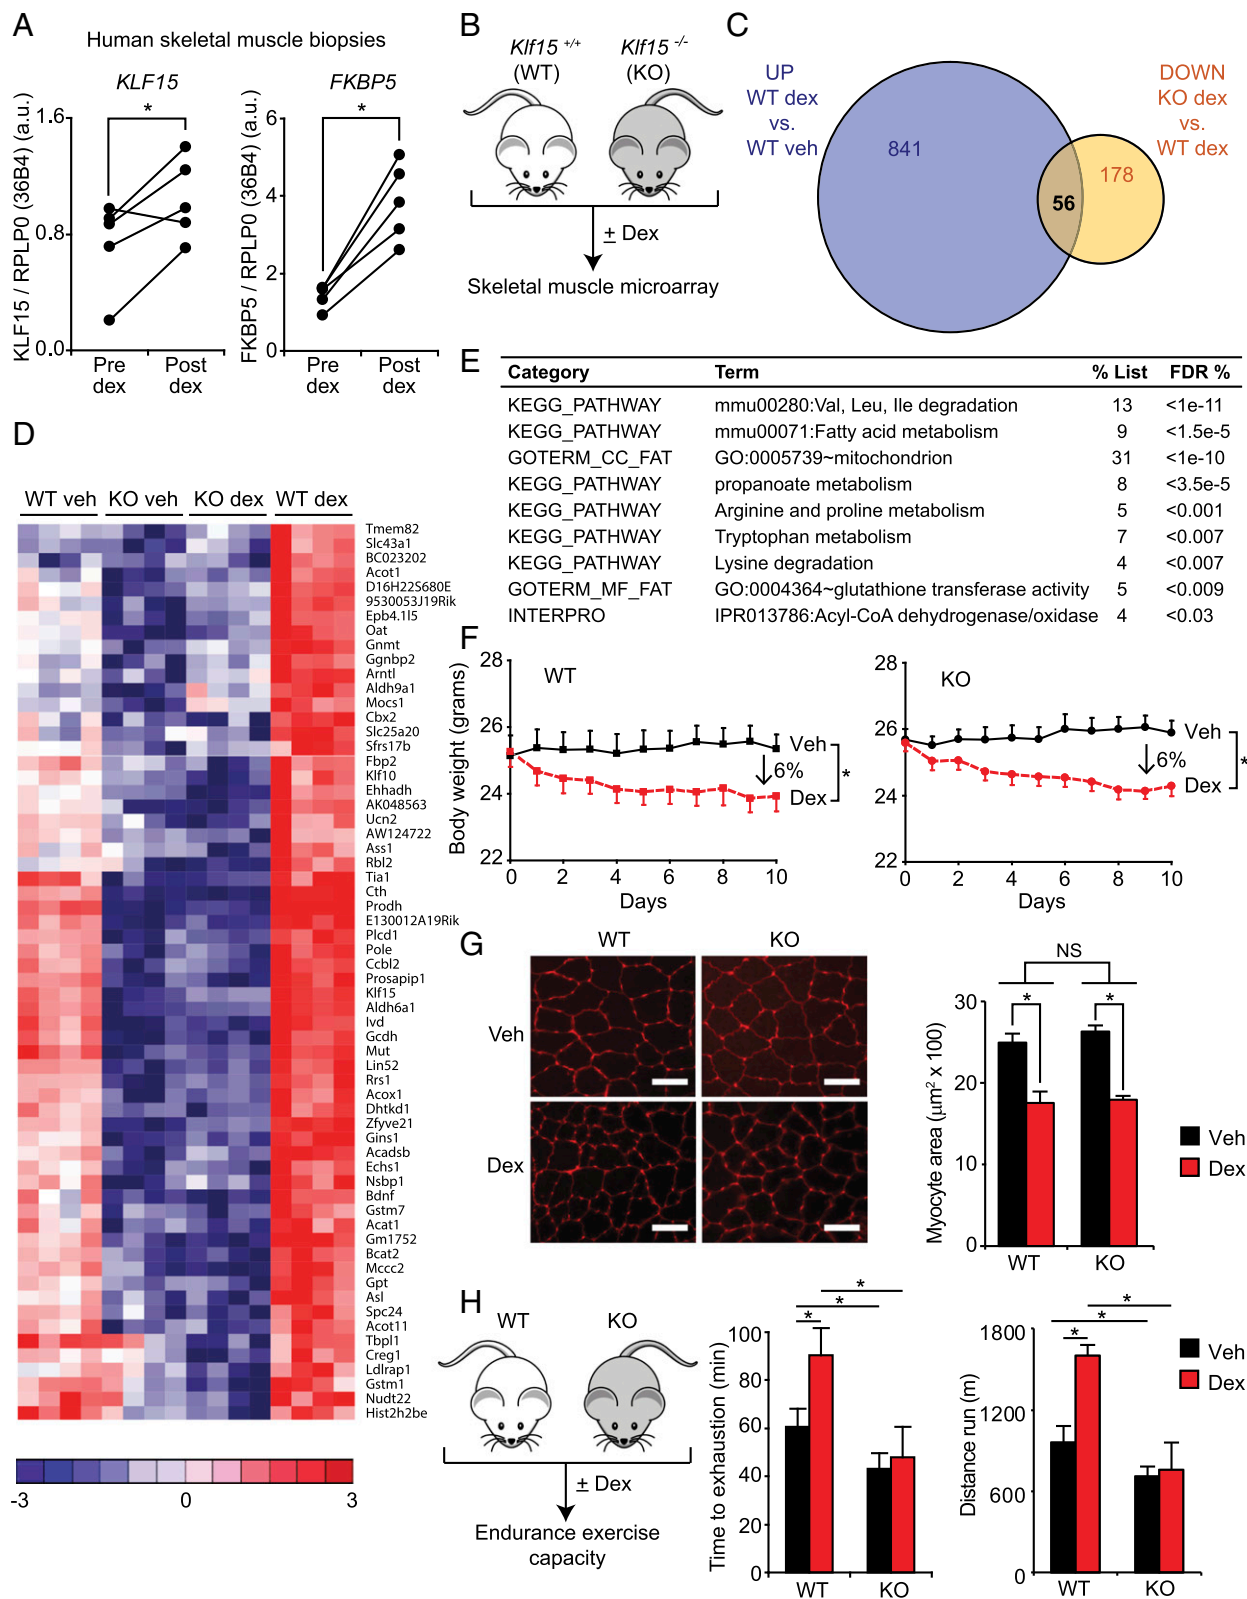 A
Human skeletal muscle biopsies
KLF15
*
KLF15 / RPLP0 (36B4) (a.u.)
1.6
0.8
0.0
Pre dex
Post dex
FKBP5
*
FKBP5 / RPLP0 (36B4) (a.u.)
6
4
2
0
Pre dex
Post dex
B
Klf15 +/+
(WT)
Klf15 -/-
(KO)
± Dex
Skeletal muscle microarray
C
UP
WT dex
vs.
WT veh
841
56
178
DOWN
KO dex
vs.
WT dex
D
WT veh KO veh KO dex WT dex
Tmem82
Slc43a1
BC023202
Acot1
D16H22S680E
9530053J19Rik
Epb4.1l5
Oat
Gnmt
Ggnbp2
Arntl
Aldh9a1
Mocs1
Cbx2
Slc25a20
Sfrs17b
Fbp2
Klf10
Ehhadh
AK048563
Ucn2
AW124722
Ass1
Rbl2
Tia1
Cth
Prodh
E130012A19Rik
Plcd1
Pole
Ccbl2
Prosapip1
Klf15
Aldh6a1
Ivd
Gcdh
Mut
Lin52
Rrs1
Acox1
Dhtkd1
Zfyve21
Gins1
Acadsb
Echs1
Nsbp1
Bdnf
Gstm7
Acat1
Gm1752
Bcat2
Mccc2
Gpt
Asl
Spc24
Acot11
Tbpl1
Creg1
Ldlrap1
Gstm1
Nudt22
Hist2h2be
-3 0 3
E
Category Term % List FDR %
KEGG_PATHWAY mmu00280:Val, Leu, Ile degradation 13 <1e-11
KEGG_PATHWAY mmu00071:Fatty acid metabolism 9 <1.5e-5
GOTERM_CC_FAT GO:0005739~mitochondrion 31 <1e-10
KEGG_PATHWAY propanoate metabolism 8 <3.5e-5
KEGG_PATHWAY Arginine and proline metabolism 5 <0.001
KEGG_PATHWAY Tryptophan metabolism 7 <0.007
KEGG_PATHWAY Lysine degradation 4 <0.007
GOTERM_MF_FAT GO:0004364~glutathione transferase activity 5 <0.009
INTERPRO IPR013786:Acyl-CoA dehydrogenase/oxidase 4 <0.03
F
Body weight (grams)
28
26
24
22
WT
Veh
6%
Dex
*
0 2 4 6 8 10
Days
28
26
24
22
KO
Veh
6%
Dex
*
0 2 4 6 8 10
Days
G
WT KO
Veh
Dex
Myocyte area (µm² x 100)
30
20
10
0
NS
* *
WT KO
Veh
Dex
H
WT KO
± Dex
Endurance exercise
capacity
Time to exhaustion (min)
100
80
60
40
20
0
*
*
*
WT KO
Distance run (m)
1800
1200
600
0
*
*
*
WT KO
Veh
Dex